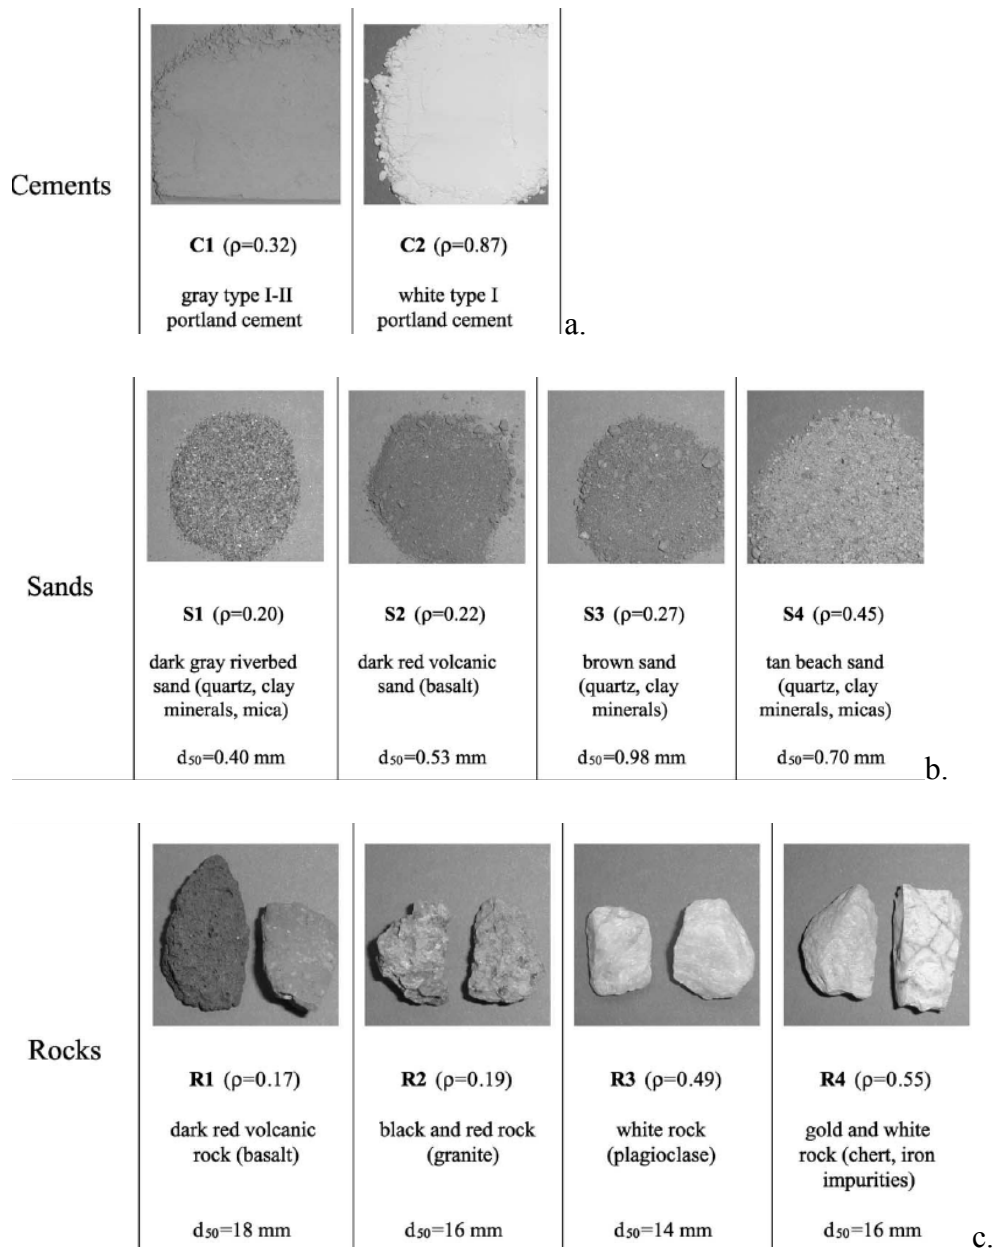 Cements
C1 (ρ=0.32)
gray type I-II
portland cement
C2 (ρ=0.87)
white type I
portland cement
a.
Sands
S1 (ρ=0.20)
dark gray riverbed
sand (quartz, clay
minerals, mica)
d50=0.40 mm
S2 (ρ=0.22)
dark red volcanic
sand (basalt)
d50=0.53 mm
S3 (ρ=0.27)
brown sand
(quartz, clay
minerals)
d50=0.98 mm
S4 (ρ=0.45)
tan beach sand
(quartz, clay
minerals, micas)
d50=0.70 mm
b.
Rocks
R1 (ρ=0.17)
dark red volcanic
rock (basalt)
d50=18 mm
R2 (ρ=0.19)
black and red rock
(granite)
d50=16 mm
R3 (ρ=0.49)
white rock
(plagioclase)
d50=14 mm
R4 (ρ=0.55)
gold and white
rock (chert, iron
impurities)
d50=16 mm
c.